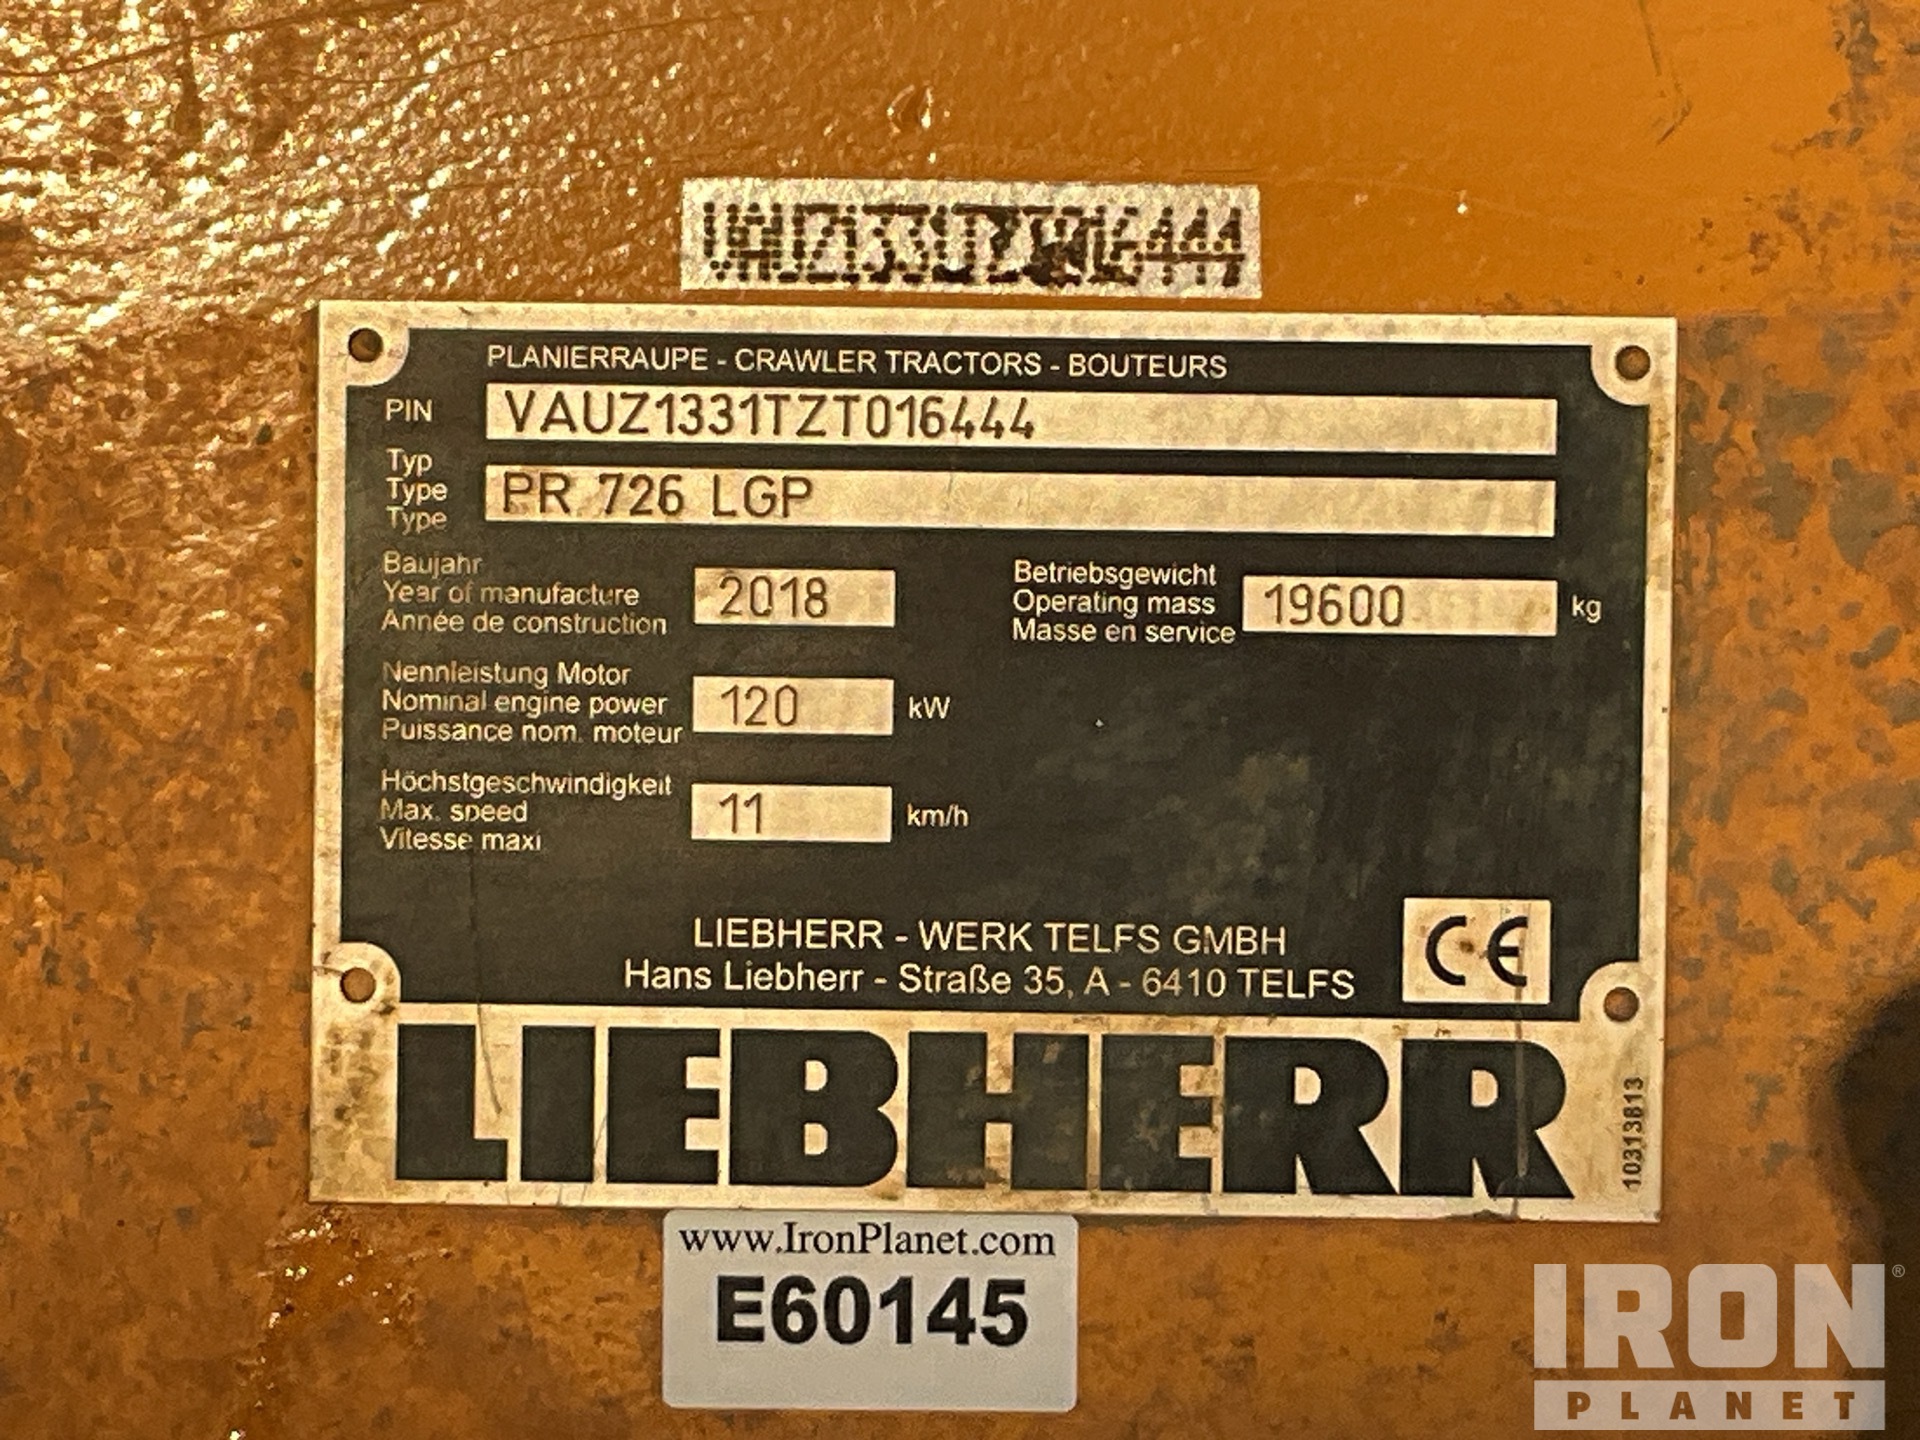 PLANIERRAUPE - CRAWLER TRACTORS - BOUTEURS
PIN VAUZ1331TZT016444
Typ
Type PR 726 LGP
Type
Baujahr
Year of manufacture 2018
Année de construction
Betriebsgewicht
Operating mass 19600 kg
Masse en service
Nennleistung Motor
Nominal engine power 120 kW
Puissance nom. moteur
Höchstgeschwindigkeit
Max. speed 11 km/h
Vitesse maxi
LIEBHERR - WERK TELFS GMBH
Hans Liebherr - Straße 35, A - 6410 TELFS
CE
LIEBHERR
10313813
www.IronPlanet.com
E60145
IRON®
PLANET